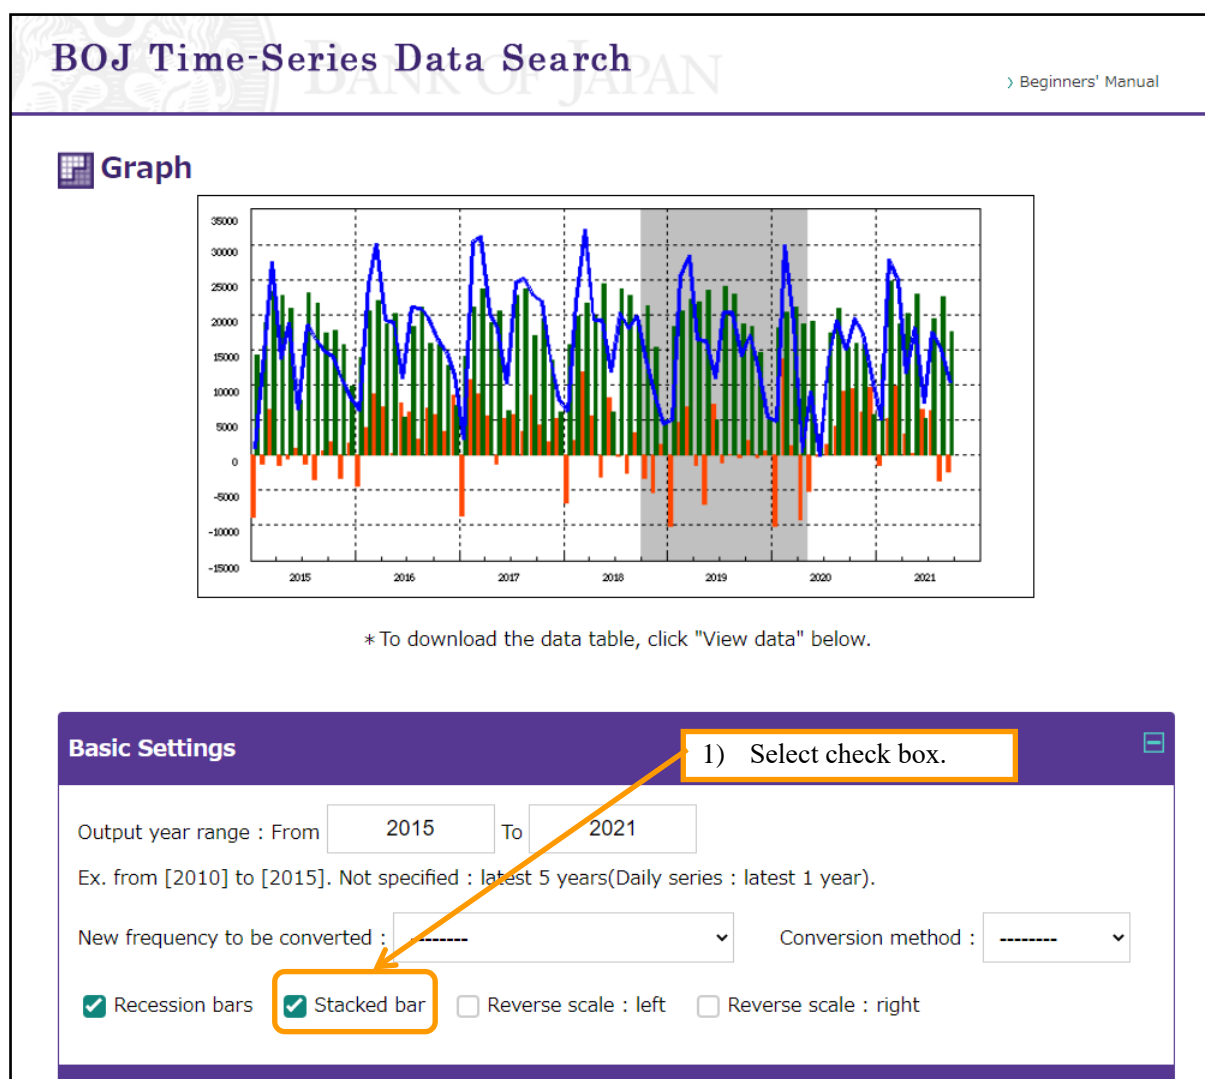 BANK OF JAPAN
BOJ Time-Series Data Search
Beginners' Manual
Graph
35000
30000
25000
20000
15000
10000
5000
0
-5000
-10000
-15000
2015 2016 2017 2018 2019 2020 2021
*To download the data table, click "View data" below.
Basic Settings
1) Select check box.
Output year range : From 2015 To 2021
Ex. from [2010] to [2015]. Not specified : latest 5 years(Daily series : latest 1 year).
New frequency to be converted : -------- Conversion method : --------
Recession bars Stacked bar Reverse scale : left Reverse scale : right